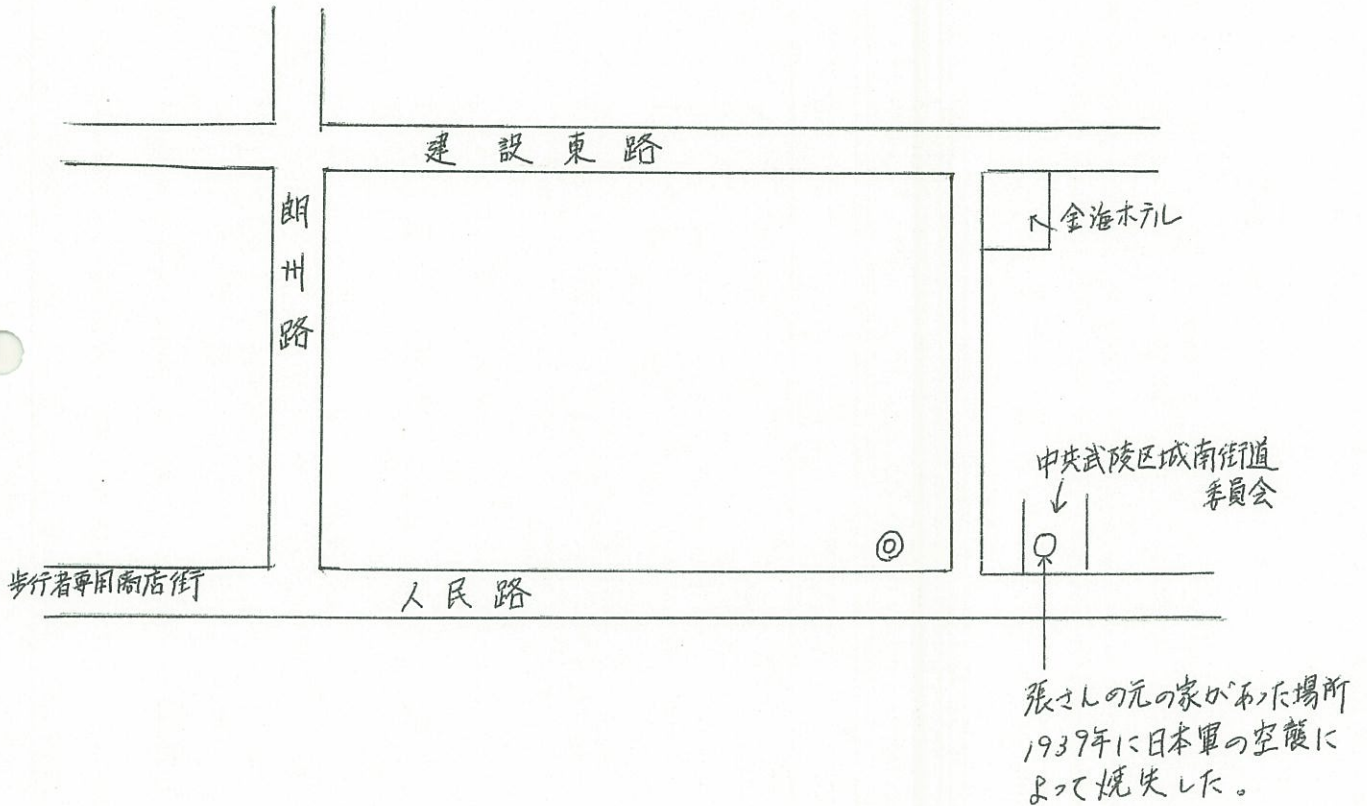 建設東路
朗州路
金海ホテル
中共武陵区城南街道
委員会
歩行者専用商店街
人民路
張さんの元の家があった場所
1939年に日本軍の空襲に
よって焼失した。